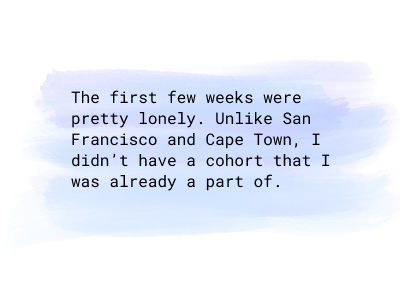 The first few weeks were
pretty lonely. Unlike San
Francisco and Cape Town, I
didn’t have a cohort that I
was already a part of.